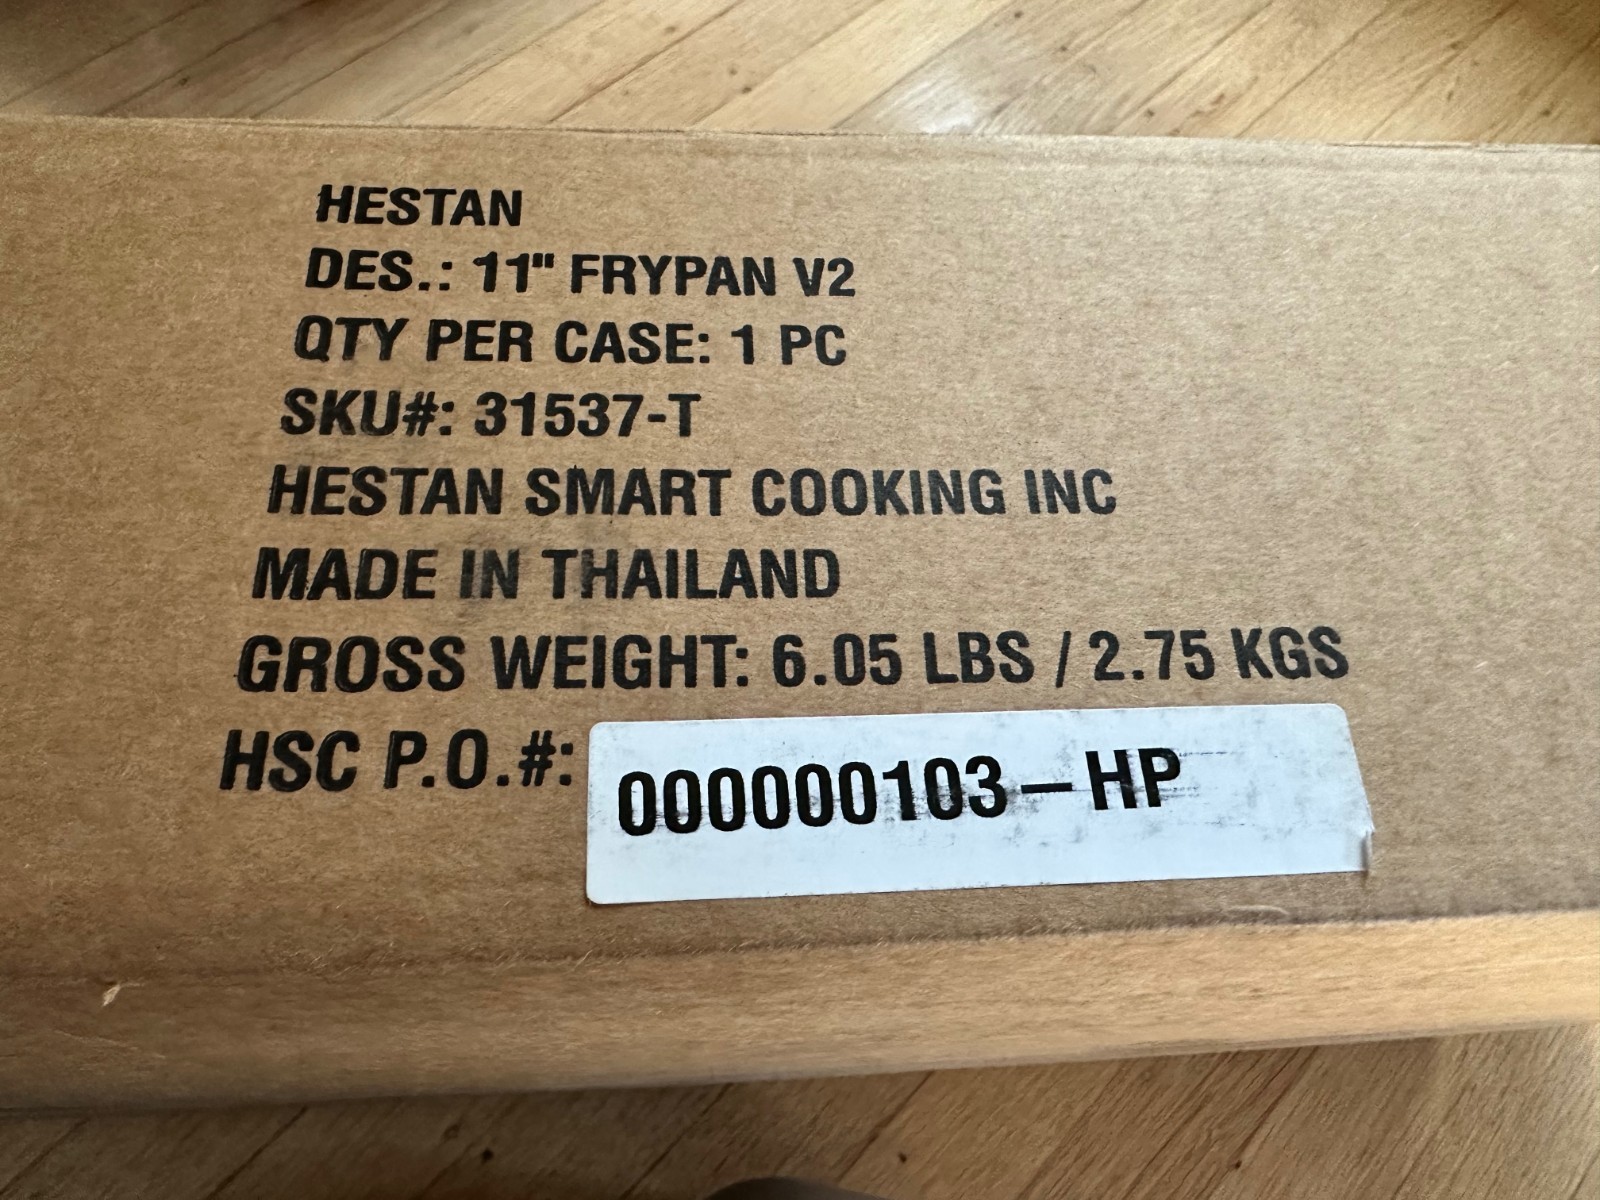 HESTAN
DES.: 11" FRYPAN V2
QTY PER CASE: 1 PC
SKU#: 31537-T
HESTAN SMART COOKING INC
MADE IN THAILAND
GROSS WEIGHT: 6.05 LBS / 2.75 KGS
HSC P.O.#: 000000103-HP